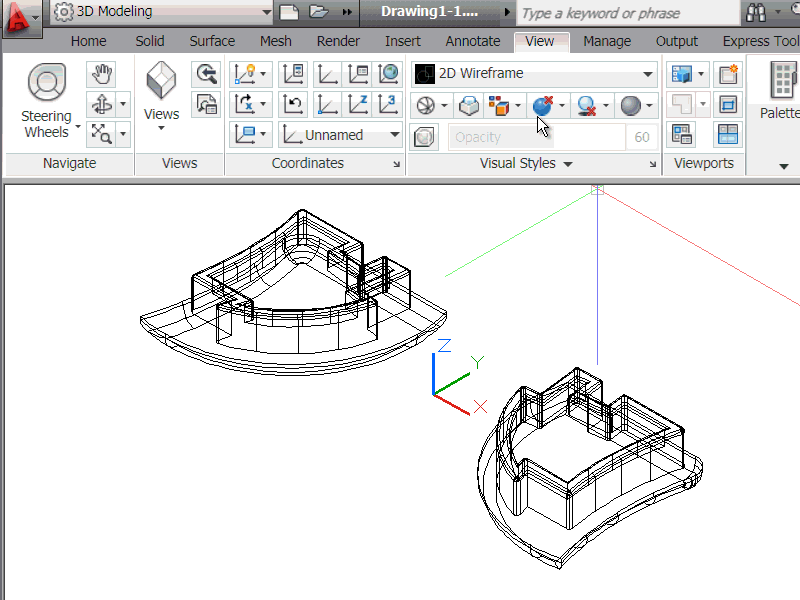 3D Modeling
Drawing1-1....
Type a keyword or phrase
Home Solid Surface Mesh Render Insert Annotate View Manage Output Express Tool
2D Wireframe
Steering Wheels
Views
Palette
Unnamed
Opacity 60
Navigate Views Coordinates Visual Styles Viewports
Z
Y
X